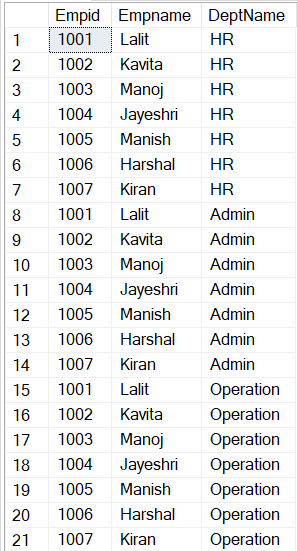 Empid Empname DeptName
1 1001 Lalit HR
2 1002 Kavita HR
3 1003 Manoj HR
4 1004 Jayeshri HR
5 1005 Manish HR
6 1006 Harshal HR
7 1007 Kiran HR
8 1001 Lalit Admin
9 1002 Kavita Admin
10 1003 Manoj Admin
11 1004 Jayeshri Admin
12 1005 Manish Admin
13 1006 Harshal Admin
14 1007 Kiran Admin
15 1001 Lalit Operation
16 1002 Kavita Operation
17 1003 Manoj Operation
18 1004 Jayeshri Operation
19 1005 Manish Operation
20 1006 Harshal Operation
21 1007 Kiran Operation